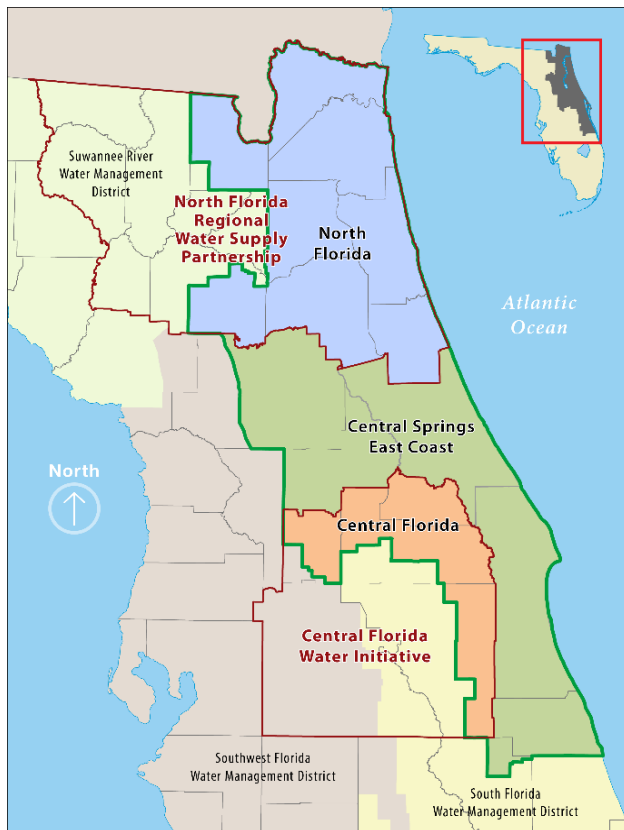 Suwannee River
Water Management
District
North Florida
Regional
Water Supply
Partnership
North
Florida
Atlantic
Ocean
Central Springs
East Coast
North
Central Florida
Central Florida
Water Initiative
Southwest Florida
Water Management District
South Florida
Water Management District